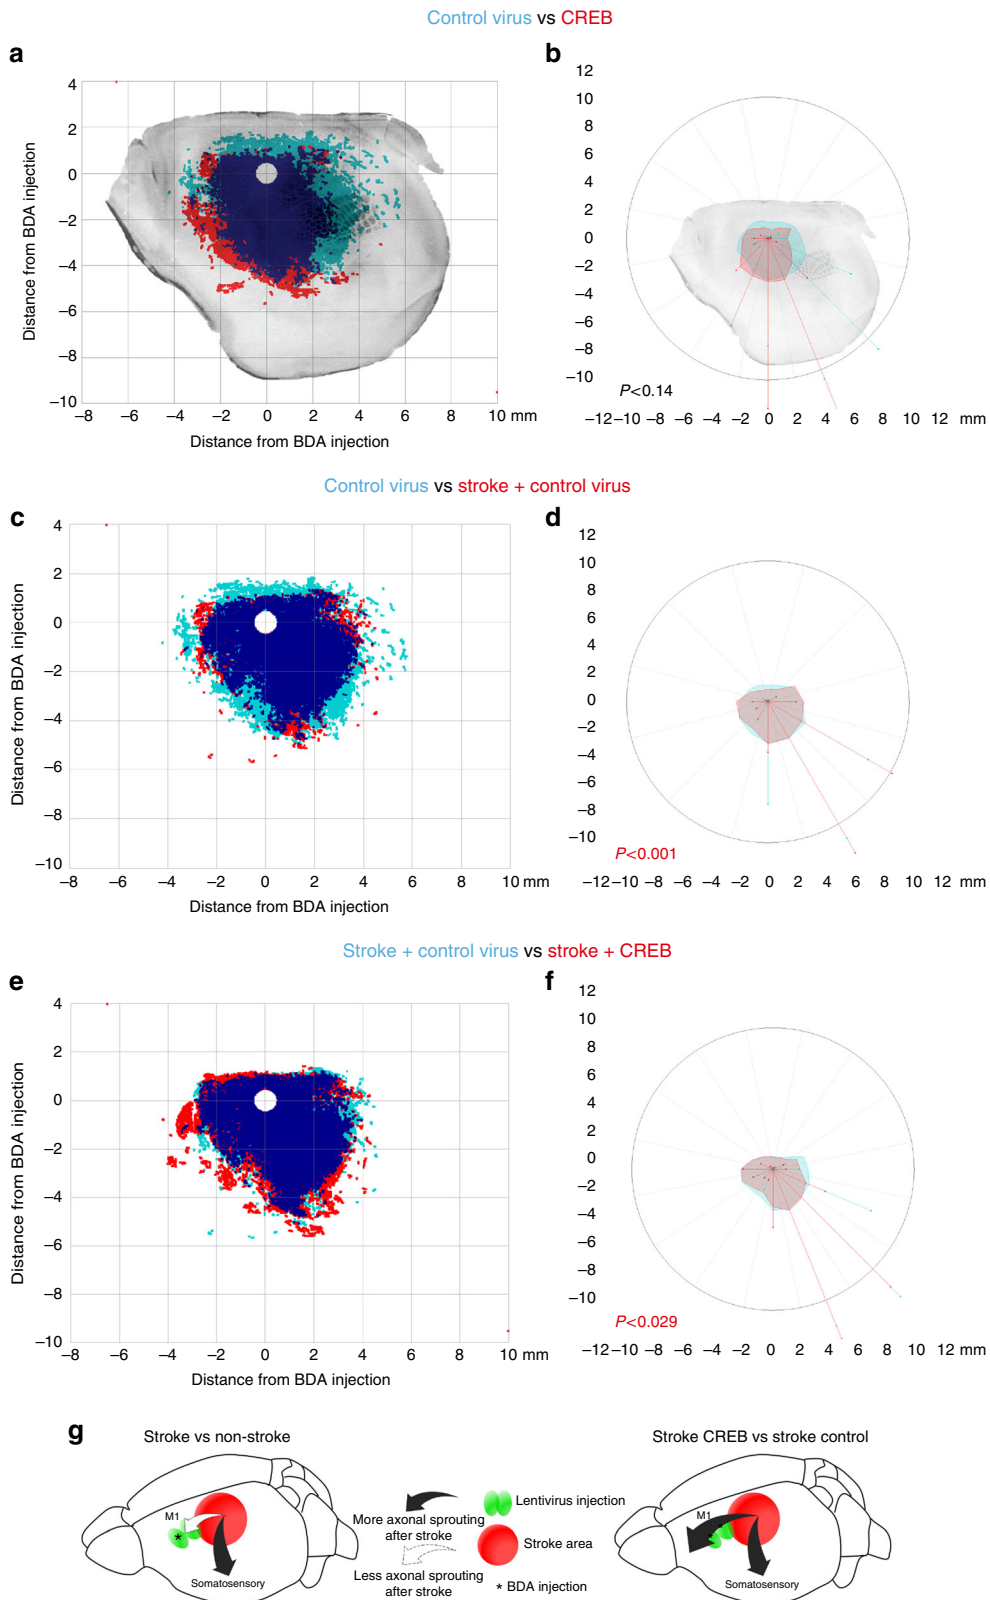 Control virus vs CREB
a
b
4
2
0
−2
−4
−6
−8
−10
Distance from BDA injection
−8 −6 −4 −2 0 2 4 6 8 10 mm
Distance from BDA injection
12
10
8
6
4
2
0
−2
−4
−6
−8
−10
P<0.14
−12−10 −8 −6 −4 −2 0 2 4 6 8 10 12 mm
Control virus vs stroke + control virus
c
d
4
2
0
−2
−4
−6
−8
−10
Distance from BDA injection
−8 −6 −4 −2 0 2 4 6 8 10 mm
Distance from BDA injection
12
10
8
6
4
2
0
−2
−4
−6
−8
−10
P<0.001
−12−10 −8 −6 −4 −2 0 2 4 6 8 10 12 mm
Stroke + control virus vs stroke + CREB
e
f
4
2
0
−2
−4
−6
−8
−10
Distance from BDA injection
−8 −6 −4 −2 0 2 4 6 8 10 mm
Distance from BDA injection
12
10
8
6
4
2
0
−2
−4
−6
−8
−10
P<0.029
−12−10 −8 −6 −4 −2 0 2 4 6 8 10 12 mm
g
Stroke vs non-stroke
M1
*
Somatosensory
More axonal sprouting
after stroke
Less axonal sprouting
after stroke
Lentivirus injection
Stroke area
* BDA injection
Stroke CREB vs stroke control
M1
Somatosensory